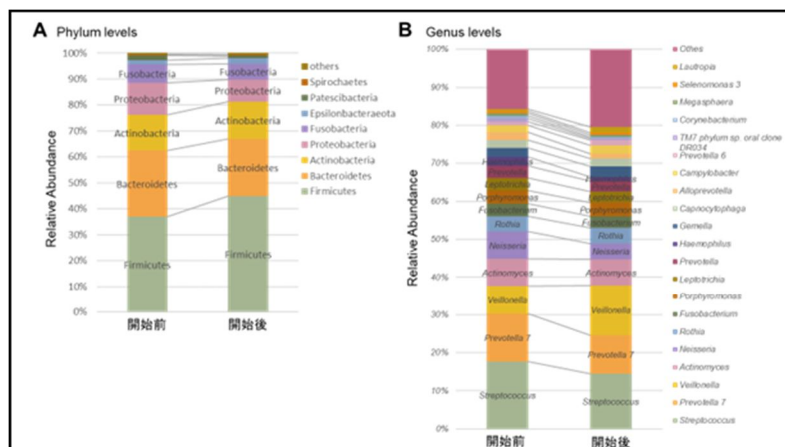 A Phylum levels
100%
90%
80%
70%
60%
50%
40%
30%
20%
10%
0%
Relative Abundance
Fusobacteria
Proteobacteria
Actinobacteria
Bacteroidetes
Firmicutes
Fusobacteria
Proteobacteria
Actinobacteria
Bacteroidetes
Firmicutes
開始前
開始後
others
Spirochaetes
Patescibacteria
Epsilonbacteraeota
Fusobacteria
Proteobacteria
Actinobacteria
Bacteroidetes
Firmicutes
B Genus levels
100%
90%
80%
70%
60%
50%
40%
30%
20%
10%
0%
Relative Abundance
Haemophilus
Prevotella
Leptotrichia
Porphyromonas
Fusobacterium
Rothia
Neisseria
Actinomyces
Veillonella
Prevotella 7
Streptococcus
Prevotella
Leptotrichia
Porphyromonas
Fusobacterium
Rothia
Neisseria
Actinomyces
Veillonella
Prevotella 7
Streptococcus
開始前
開始後
Othes
Lautropia
Selenomonas 3
Megasphaera
Corynebacterium
TM7 phylum sp. oral clone
DR034
Prevotella 6
Campylobacter
Alloprevotella
Capnocytophaga
Gemella
Haemophilus
Prevotella
Leptotrichia
Porphyromonas
Fusobacterium
Rothia
Neisseria
Actinomyces
Veillonella
Prevotella 7
Streptococcus